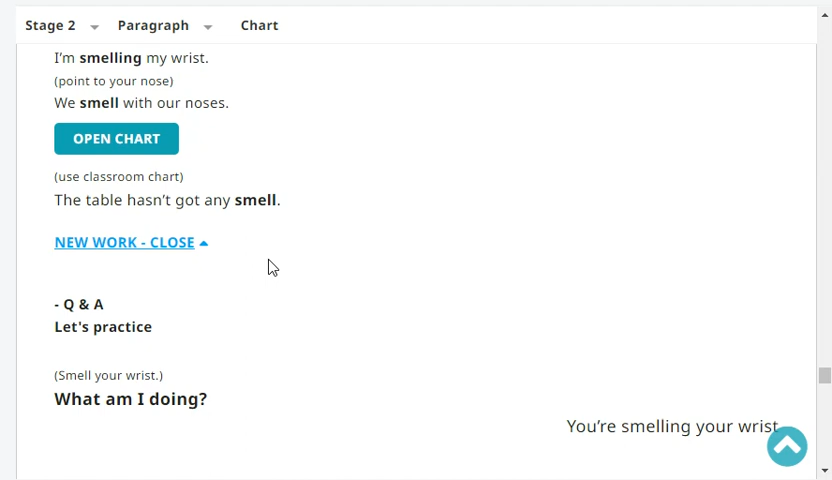 Stage 2 Paragraph Chart
I'm smelling my wrist.
(point to your nose)
We smell with our noses.
OPEN CHART
(use classroom chart)
The table hasn't got any smell.
NEW WORK - CLOSE
- Q & A
Let's practice
(Smell your wrist.)
What am I doing?
You're smelling your wrist